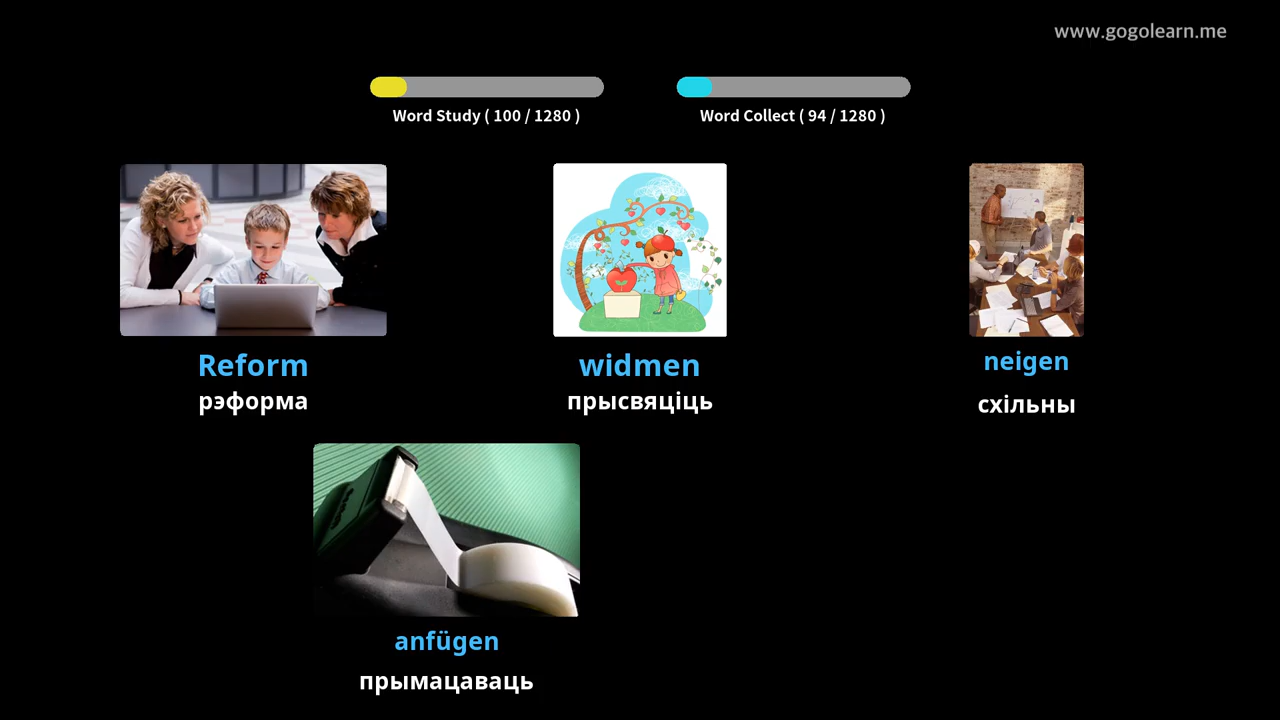 www.gogolearn.me
Word Study ( 100 / 1280 )
Word Collect ( 94 / 1280 )
Reform
рэформа
widmen
прысвяціць
neigen
схільны
anfügen
прымацаваць